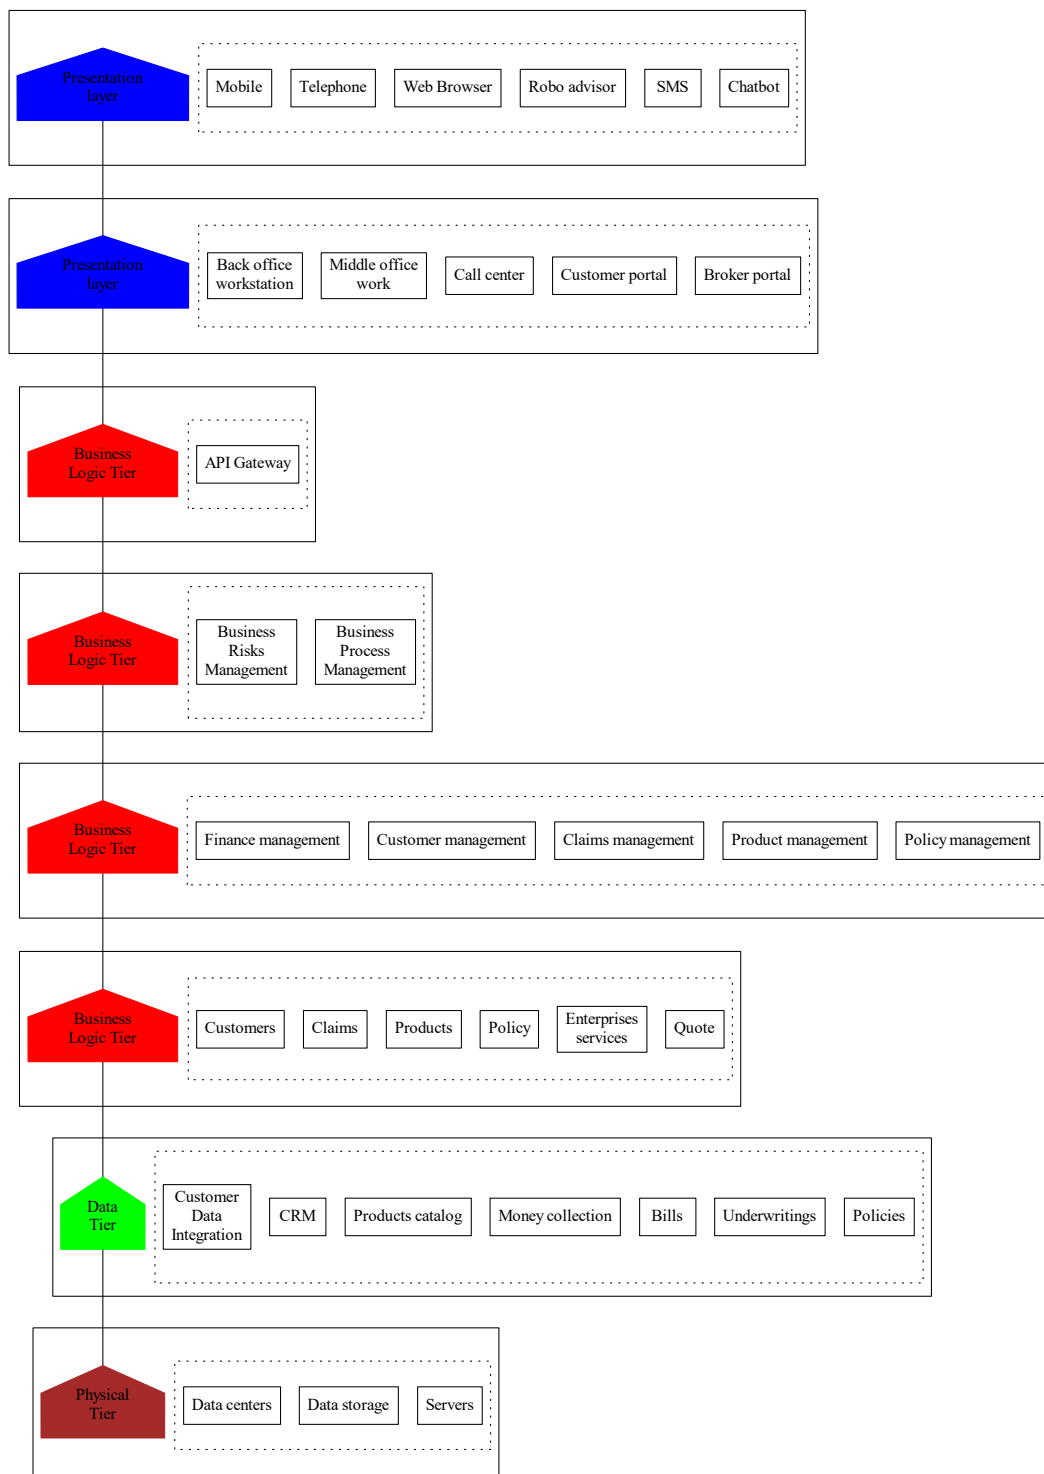 Presentation
layer
Mobile
Telephone
Web Browser
Robo advisor
SMS
Chatbot
Presentation
layer
Back office
workstation
Middle office
work
Call center
Customer portal
Broker portal
Business
Logic Tier
API Gateway
Business
Logic Tier
Business
Risks
Management
Business
Process
Management
Business
Logic Tier
Finance management
Customer management
Claims management
Product management
Policy management
Business
Logic Tier
Customers
Claims
Products
Policy
Enterprises
services
Quote
Data
Tier
Customer
Data
Integration
CRM
Products catalog
Money collection
Bills
Underwritings
Policies
Physical
Tier
Data centers
Data storage
Servers